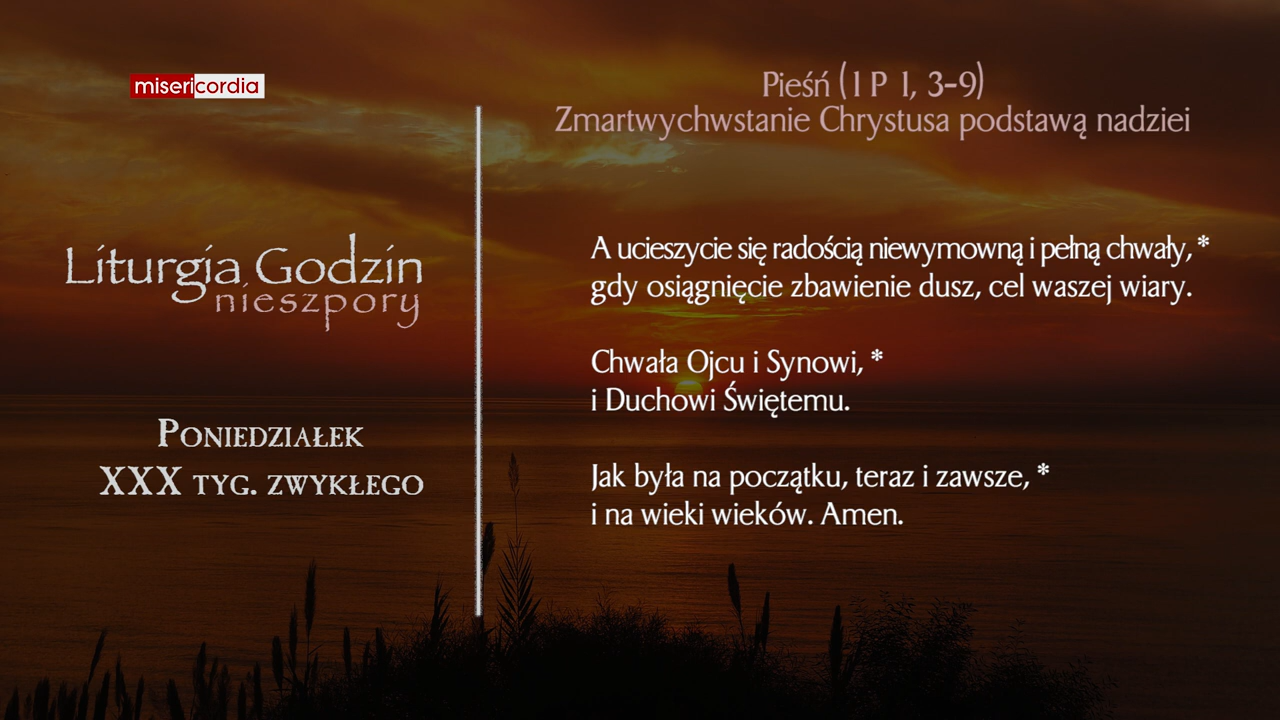 misericordia
Liturgia Godzin
nieszpory
Poniedziałek
XXX tyg. zwykłego
Pieśń (1 P 1, 3-9)
Zmartwychwstanie Chrystusa podstawą nadziei
A ucieszycie się radością niewymowną i pełną chwały, *
gdy osiągnięcie zbawienie dusz, cel waszej wiary.
Chwała Ojcu i Synowi, *
i Duchowi Świętemu.
Jak była na początku, teraz i zawsze, *
i na wieki wieków. Amen.